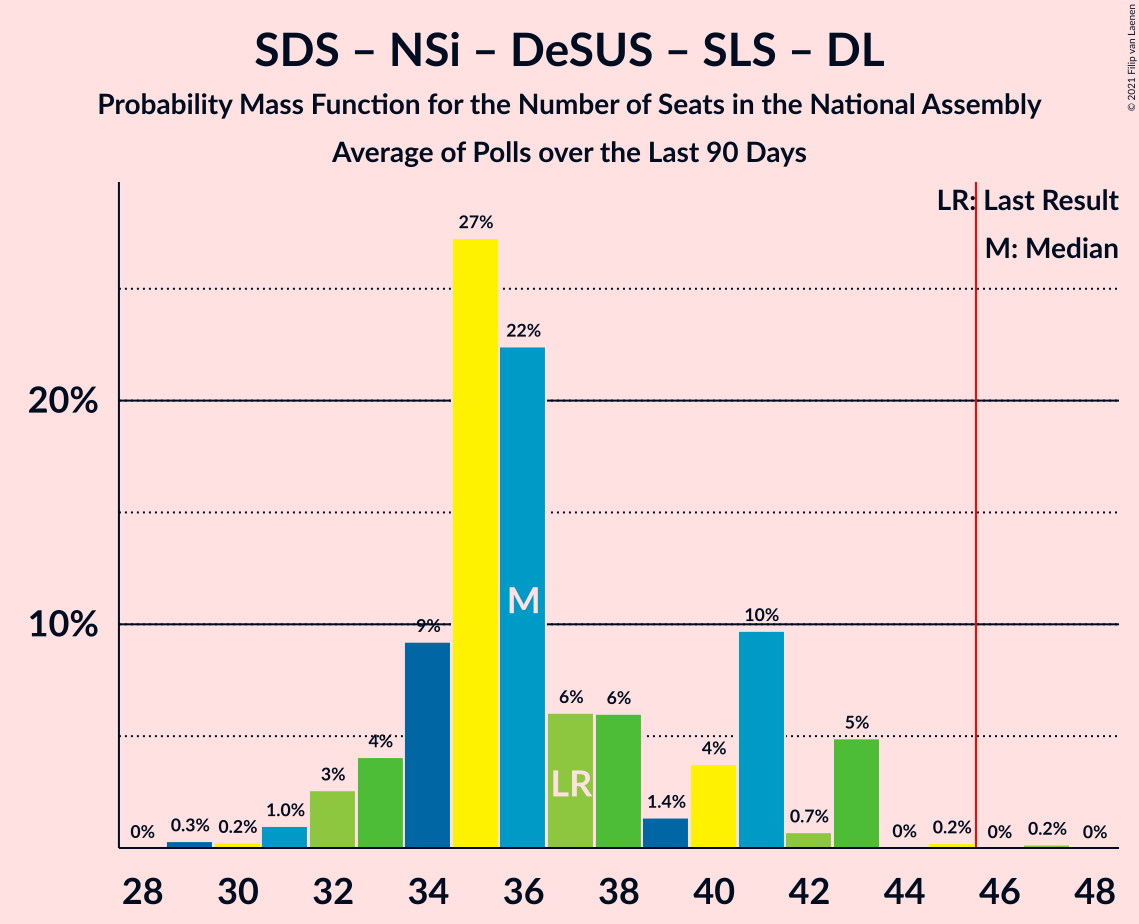 SDS – NSi – DeSUS – SLS – DL
Probability Mass Function for the Number of Seats in the National Assembly
Average of Polls over the Last 90 Days
© 2021 Filip van Laenen
LR: Last Result
M: Median
20%
10%
0%
0.3%
0.2%
1.0%
3%
4%
9%
27%
22%
6%
6%
1.4%
4%
10%
0.7%
5%
0%
0.2%
0%
0.2%
0%
M
LR
28 30 32 34 36 38 40 42 44 46 48